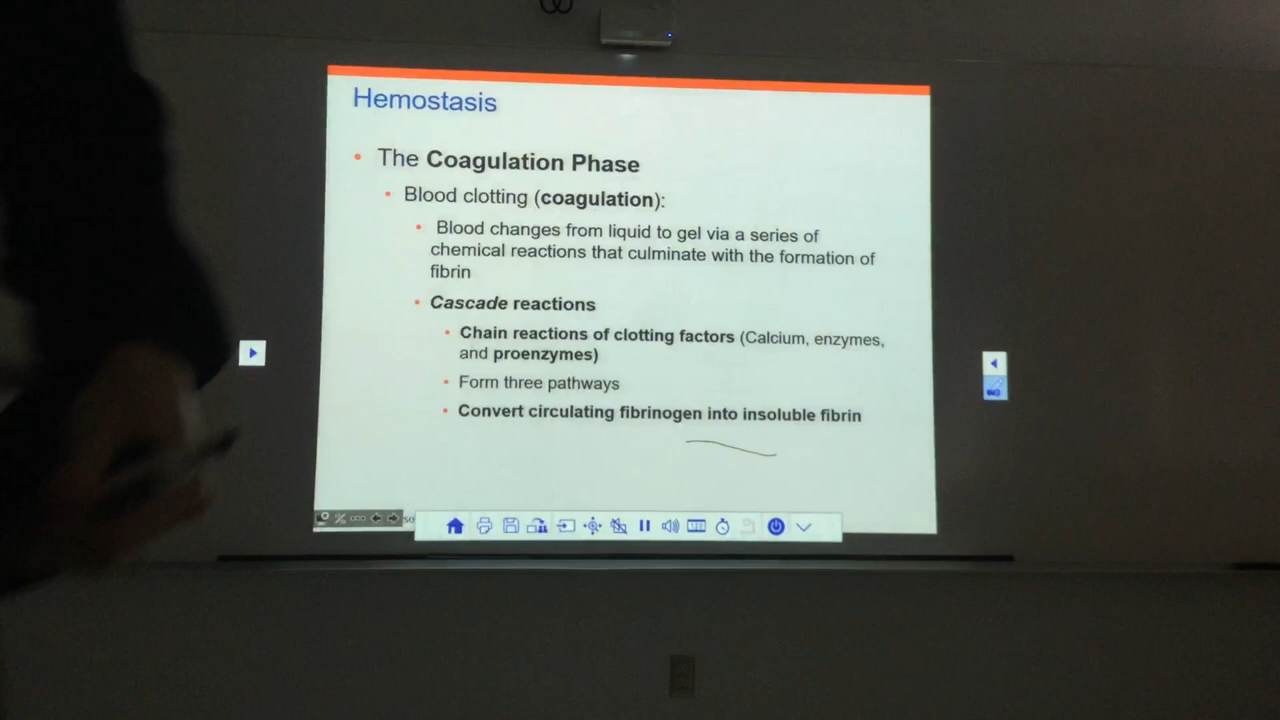 Hemostasis
• The Coagulation Phase
• Blood clotting (coagulation):
• Blood changes from liquid to gel via a series of
chemical reactions that culminate with the formation of
fibrin
• Cascade reactions
• Chain reactions of clotting factors (Calcium, enzymes,
and proenzymes)
• Form three pathways
• Convert circulating fibrinogen into insoluble fibrin